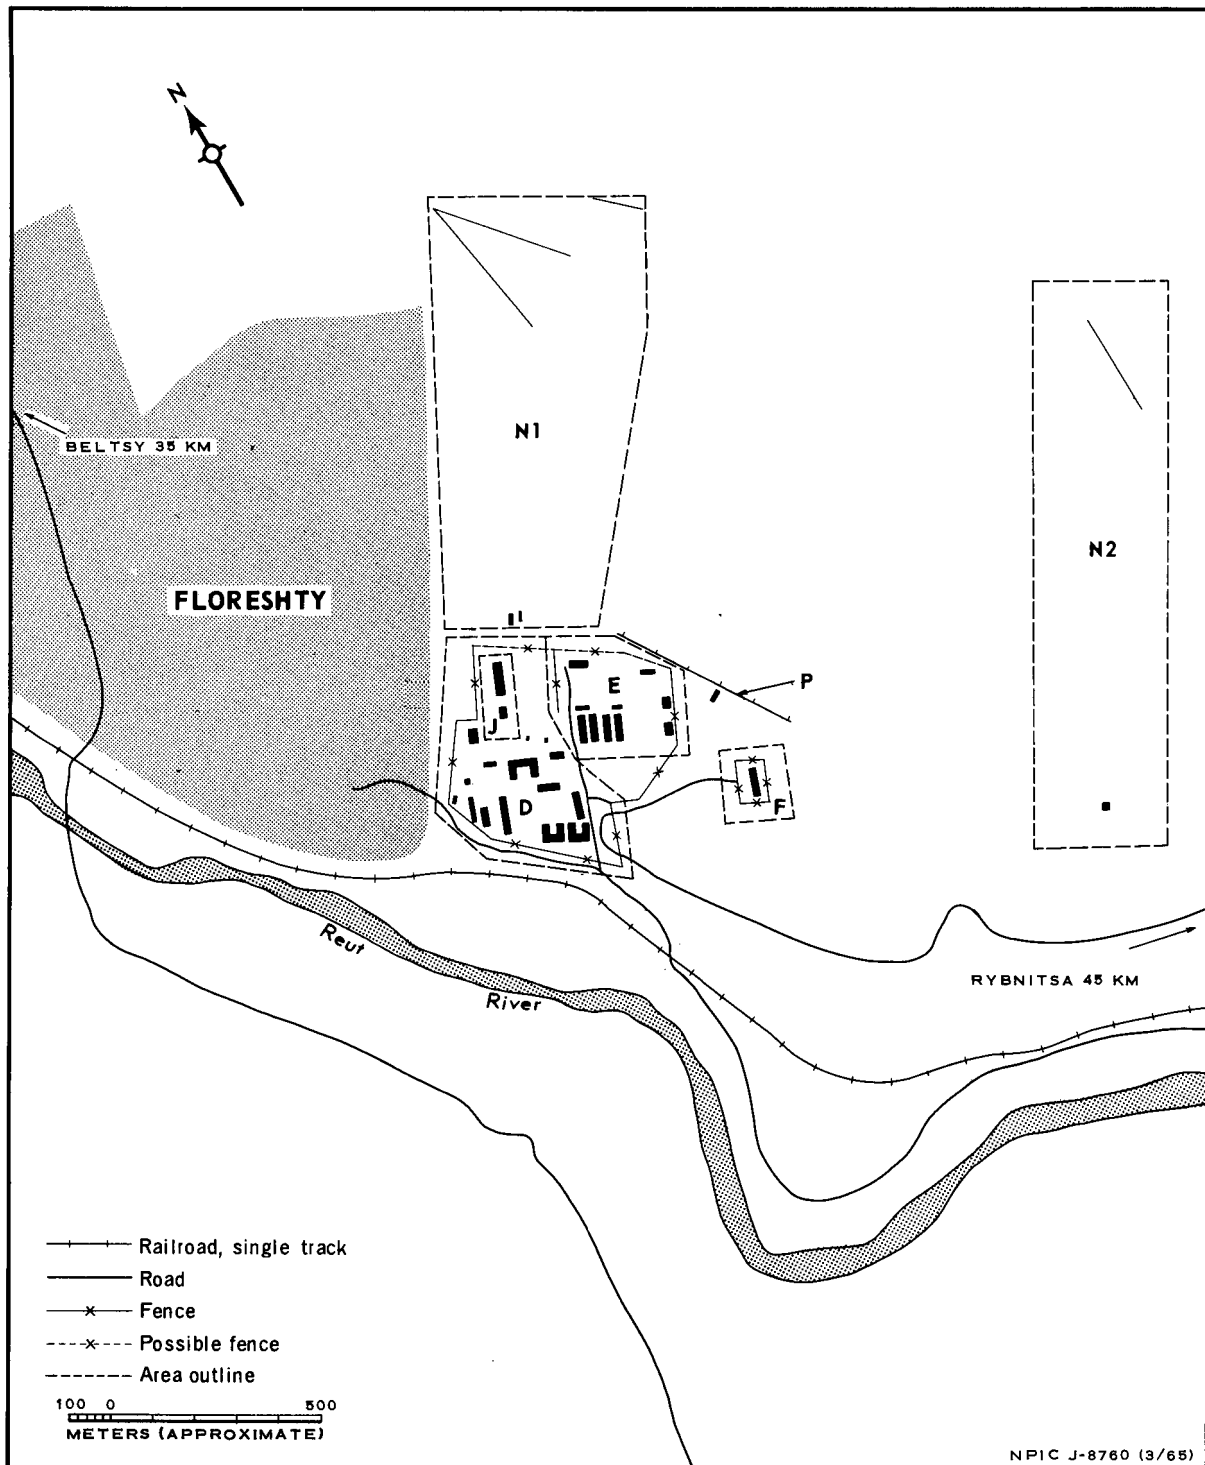 N
N1
BELTSY 35 KM
N2
FLORESHTY
E
P
J
D
F
Reut
River
RYBNITSA 45 KM
Railroad, single track
Road
Fence
Possible fence
Area outline
100 0 500
METERS (APPROXIMATE)
NPIC J-8760 (3/65)